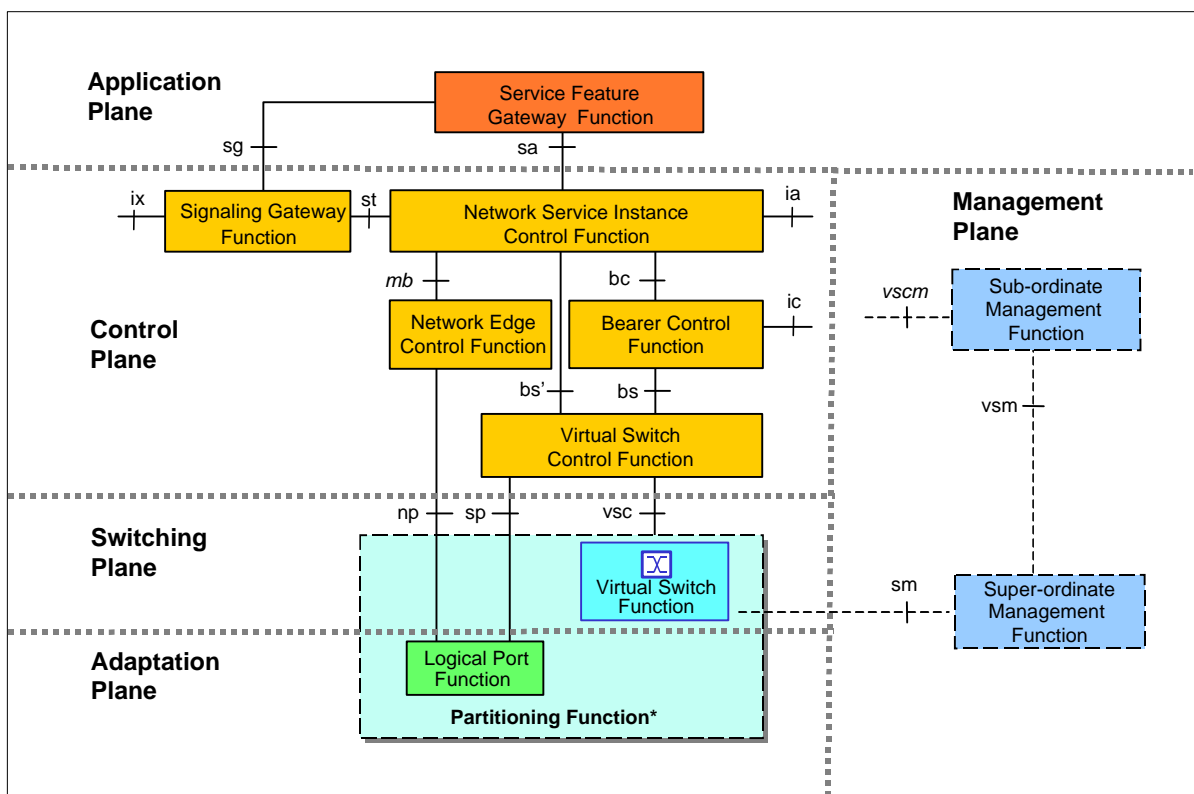 Application
Plane
Service Feature
Gateway Function
sg
sa
ix
Signaling Gateway
Function
st
Network Service Instance
Control Function
ia
Management
Plane
mb
bc
vscm
Sub-ordinate
Management
Function
Control
Plane
Network Edge
Control Function
Bearer Control
Function
ic
bs’
bs
vsm
Virtual Switch
Control Function
Switching
Plane
np
sp
vsc
Virtual Switch
Function
sm
Super-ordinate
Management
Function
Adaptation
Plane
Logical Port
Function
Partitioning Function*